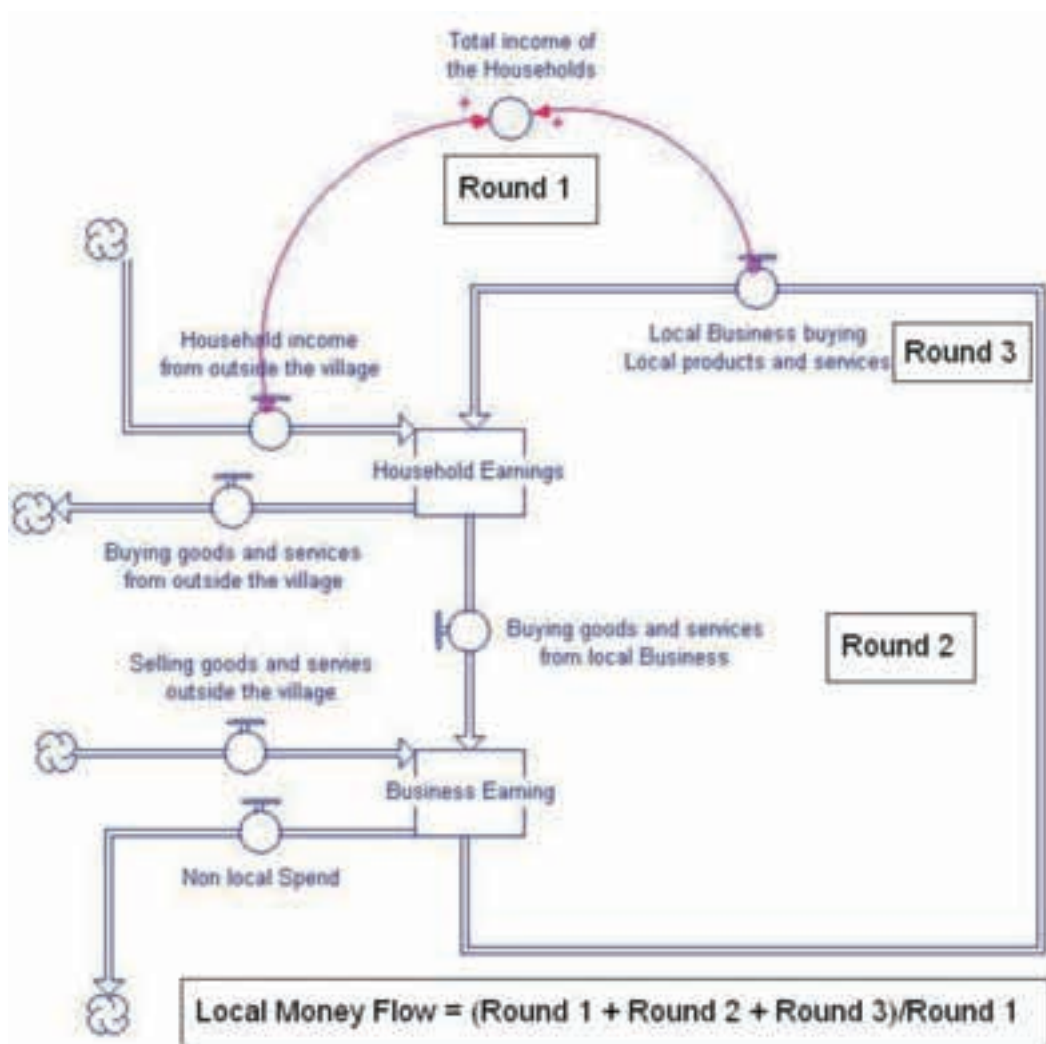 Total income of
the Households
Round 1
Household income
from outside the village
Local Business buying
Local products and services
Round 3
Household Earnings
Buying goods and services
from outside the village
Buying goods and services
from local Business
Round 2
Selling goods and servies
outside the village
Business Earning
Non local Spend
Local Money Flow = (Round 1 + Round 2 + Round 3)/Round 1